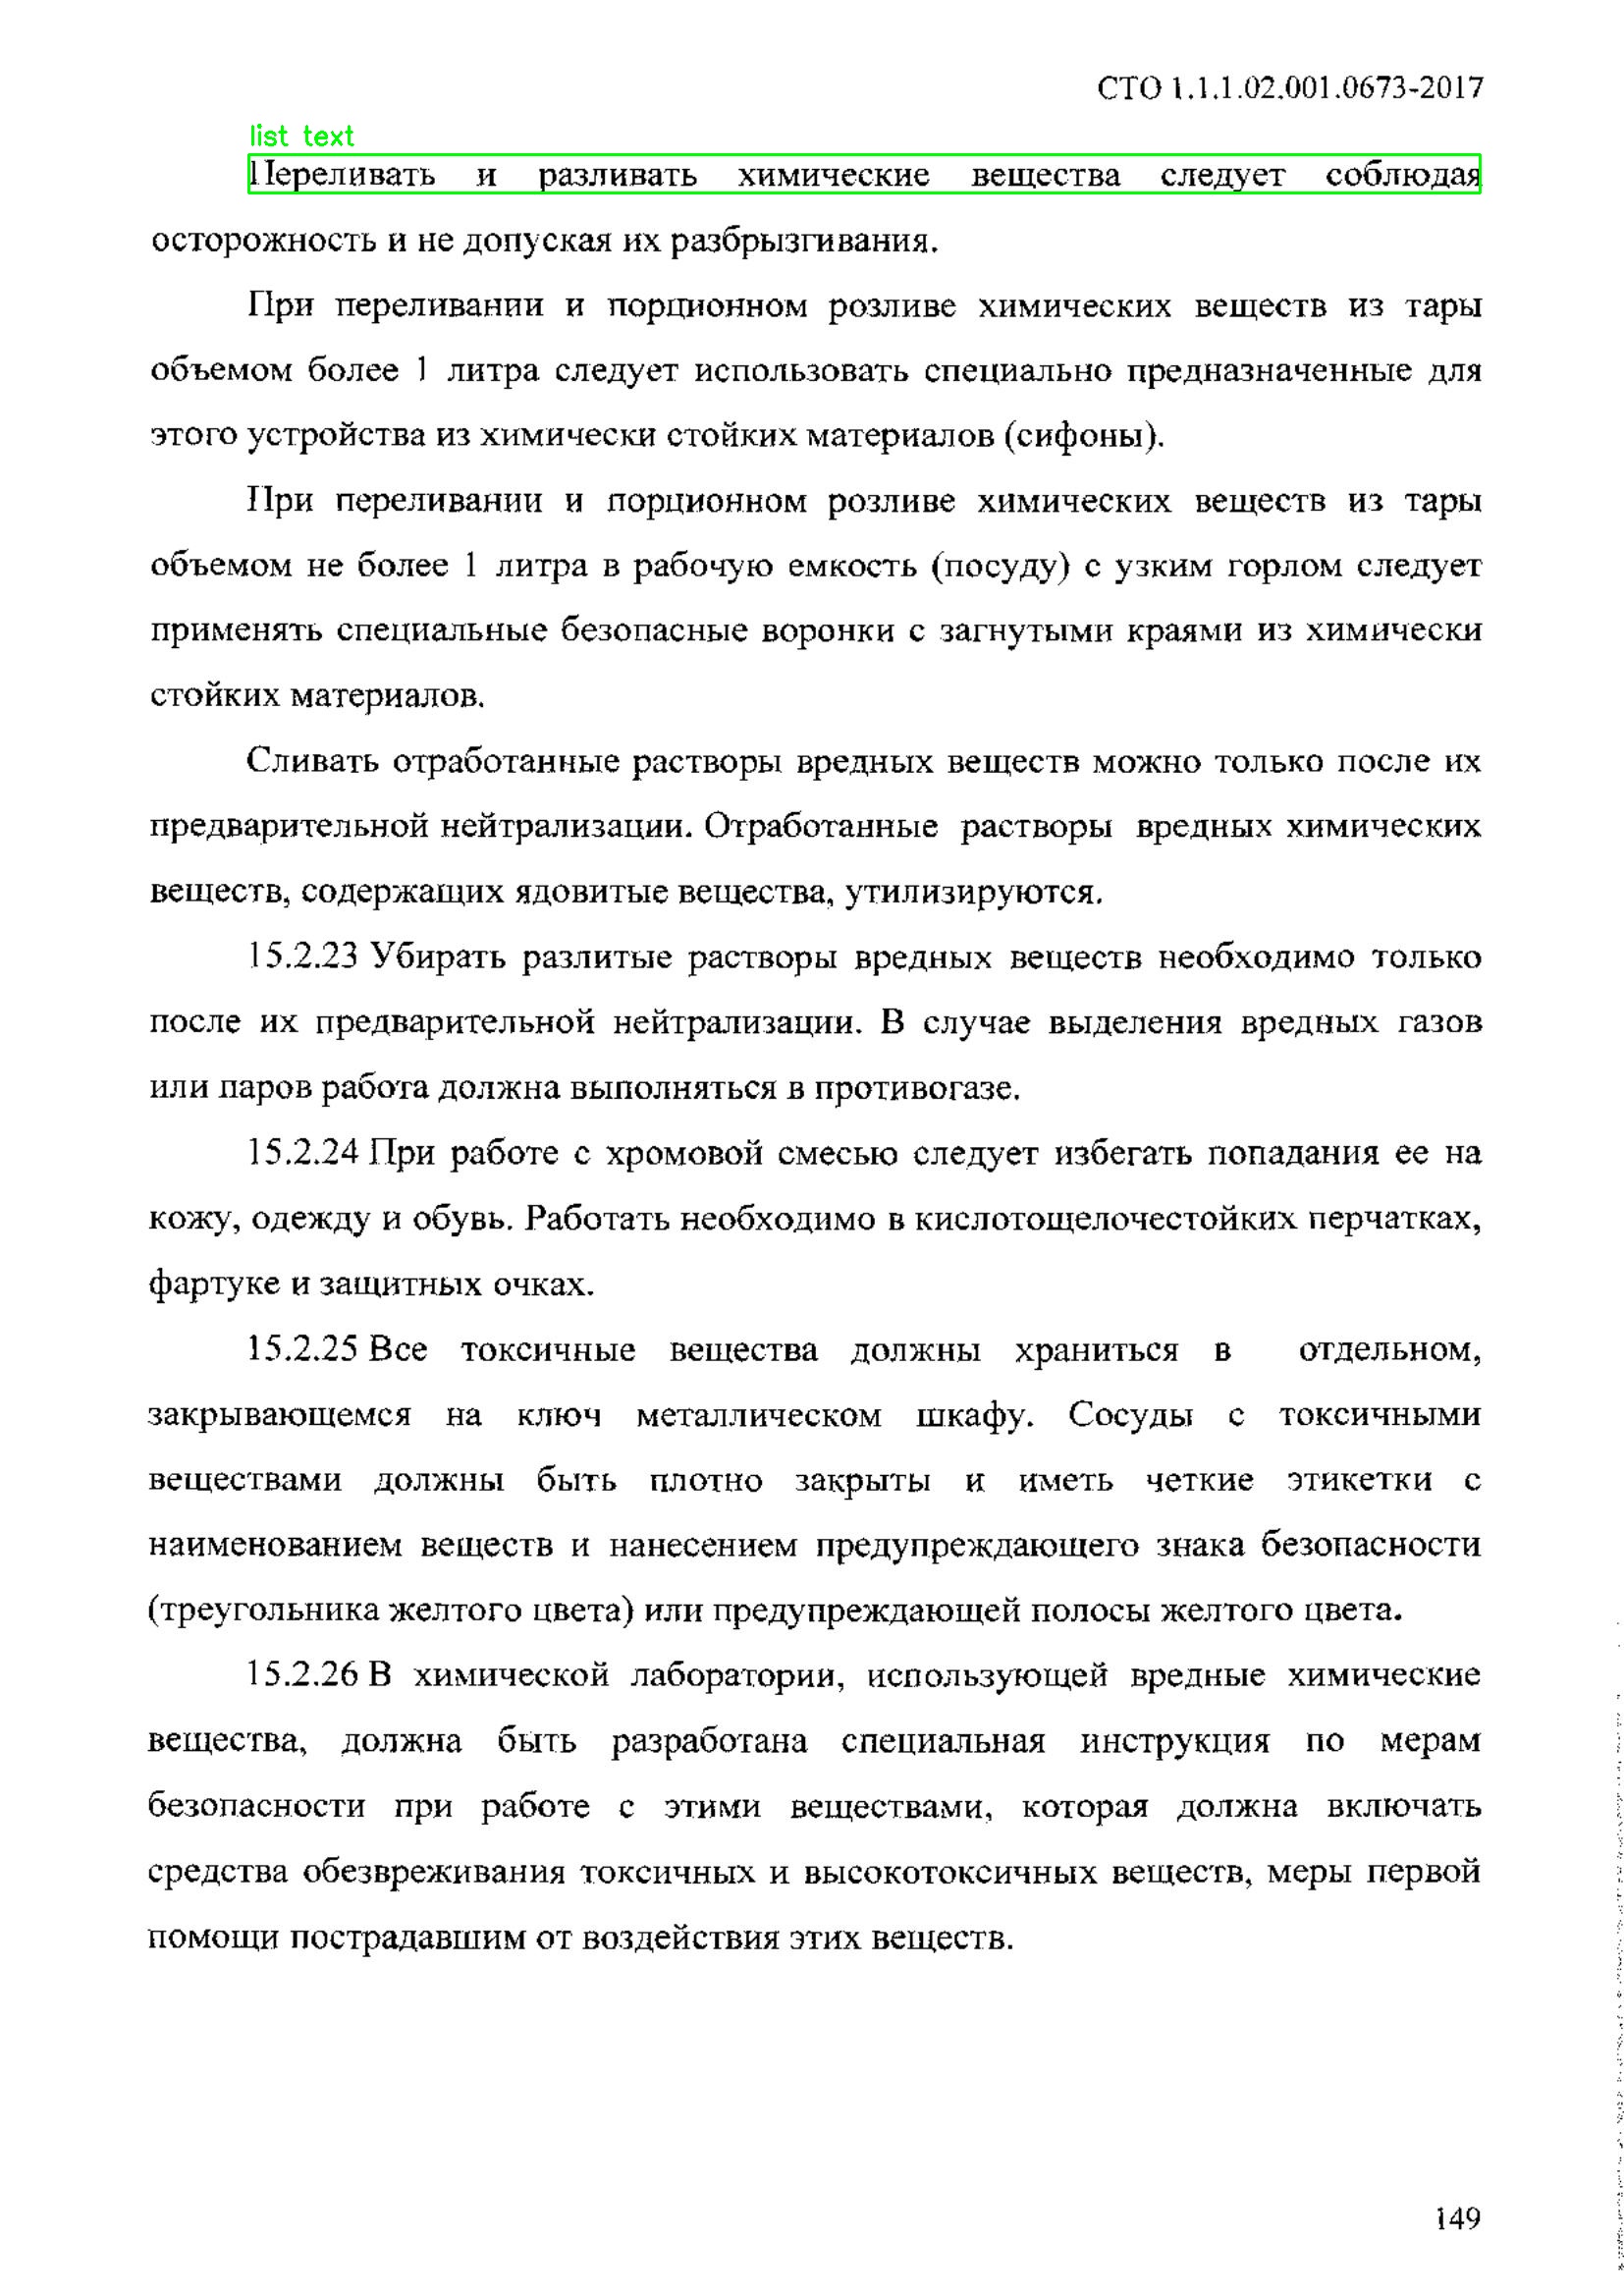 СТО 1.1.1.02.001.0673-2017
list text
Переливать и разливать химические вещества следует соблюдая
осторожность и не допуская их разбрызгивания.
При переливании и порционном розливе химических веществ из тары
объемом более 1 литра следует использовать специально предназначенные для
этого устройства из химически стойких материалов (сифоны).
При переливании и порционном розливе химических веществ из тары
объемом не более 1 литра в рабочую емкость (посуду) с узким горлом следует
применять специальные безопасные воронки с загнутыми краями из химически
стойких материалов.
Сливать отработанные растворы вредных веществ можно только после их
предварительной нейтрализации. Отработанные растворы вредных химических
веществ, содержащих ядовитые вещества, утилизируются.
15.2.23 Убирать разлитые растворы вредных веществ необходимо только
после их предварительной нейтрализации. В случае выделения вредных газов
или паров работа должна выполняться в противогазе.
15.2.24 При работе с хромовой смесью следует избегать попадания ее на
кожу, одежду и обувь. Работать необходимо в кислотощелочестойких перчатках,
фартуке и защитных очках.
15.2.25 Все токсичные вещества должны храниться в отдельном,
закрывающемся на ключ металлическом шкафу. Сосуды с токсичными
веществами должны быть плотно закрыты и иметь четкие этикетки с
наименованием веществ и нанесением предупреждающего знака безопасности
(треугольника желтого цвета) или предупреждающей полосы желтого цвета.
15.2.26 В химической лаборатории, использующей вредные химические
вещества, должна быть разработана специальная инструкция по мерам
безопасности при работе с этими веществами, которая должна включать
средства обезвреживания токсичных и высокотоксичных веществ, меры первой
помощи пострадавшим от воздействия этих веществ.
149